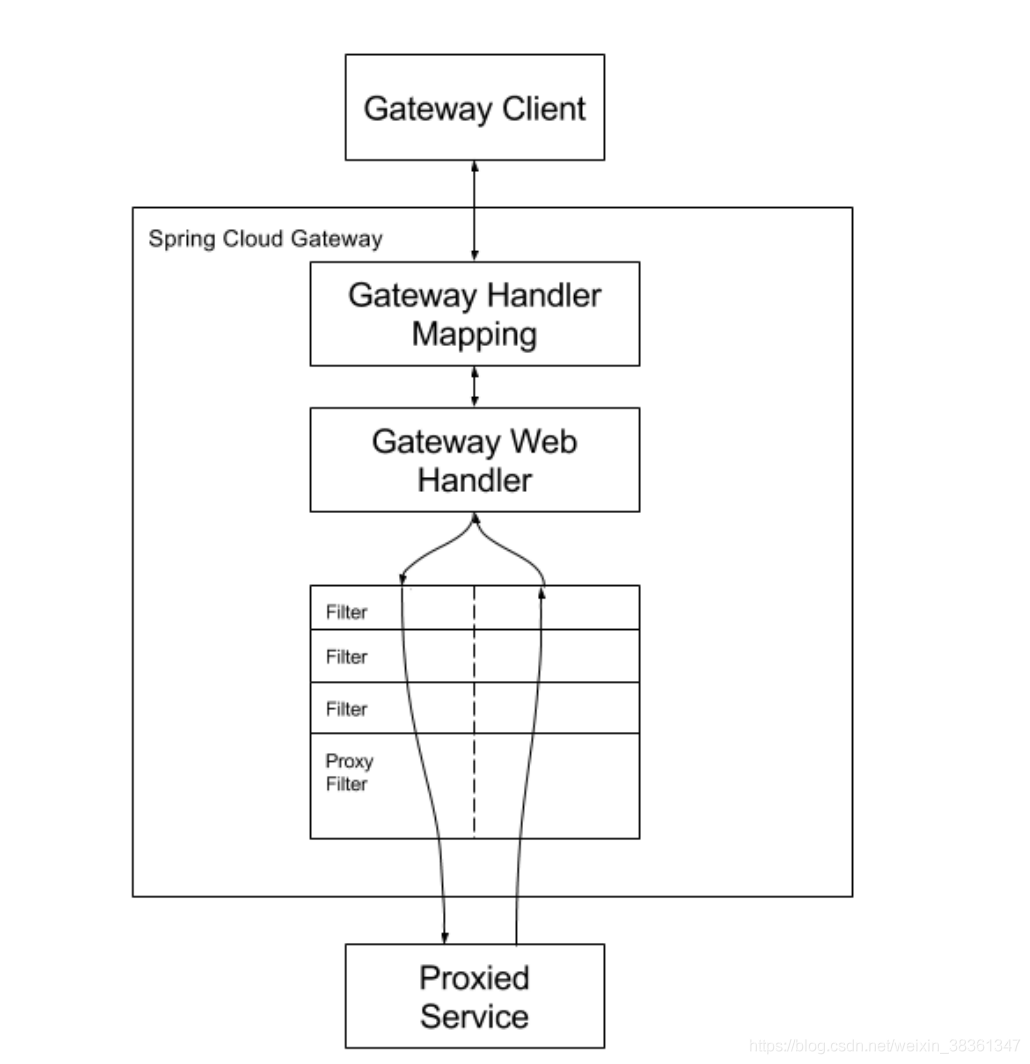 Gateway Client
Spring Cloud Gateway
Gateway Handler
Mapping
Gateway Web
Handler
Filter
Filter
Filter
Proxy
Filter
Proxied
Service
https://blog.csdn.net/weixin_38361347